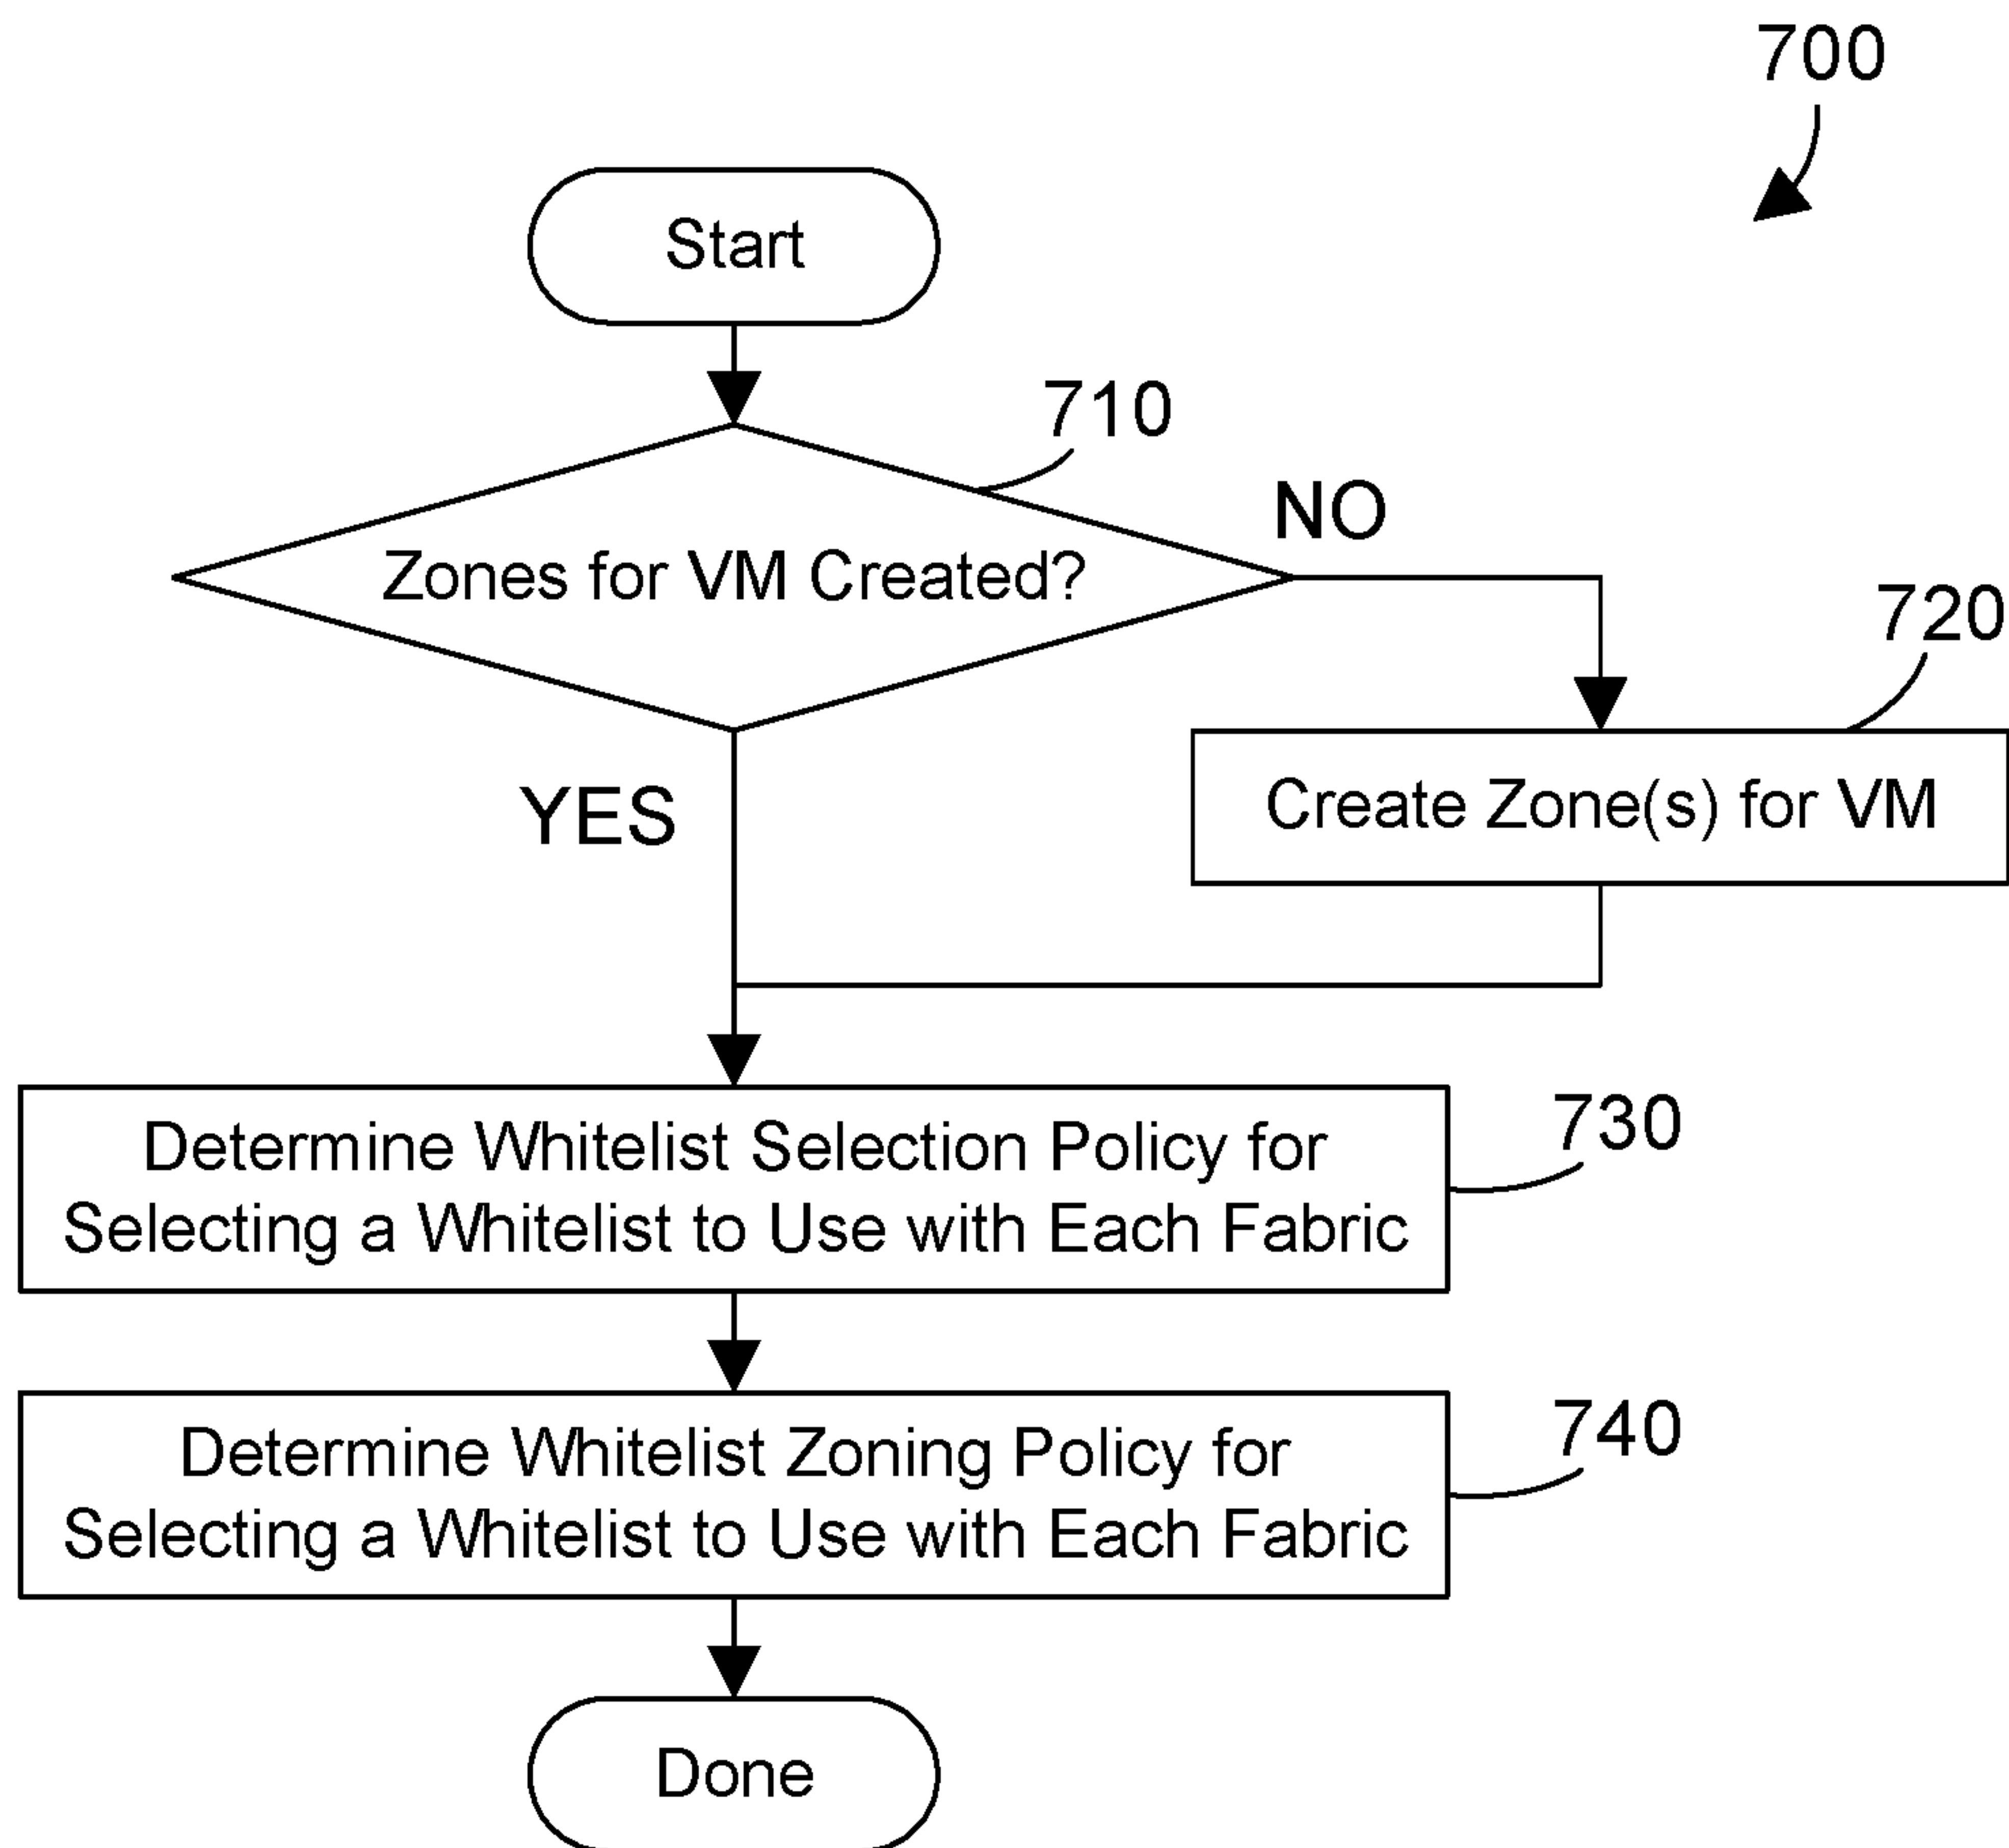 700
Start
710
Zones for VM Created?
NO
720
YES
Create Zone(s) for VM
730
Determine Whitelist Selection Policy for
Selecting a Whitelist to Use with Each Fabric
740
Determine Whitelist Zoning Policy for
Selecting a Whitelist to Use with Each Fabric
Done